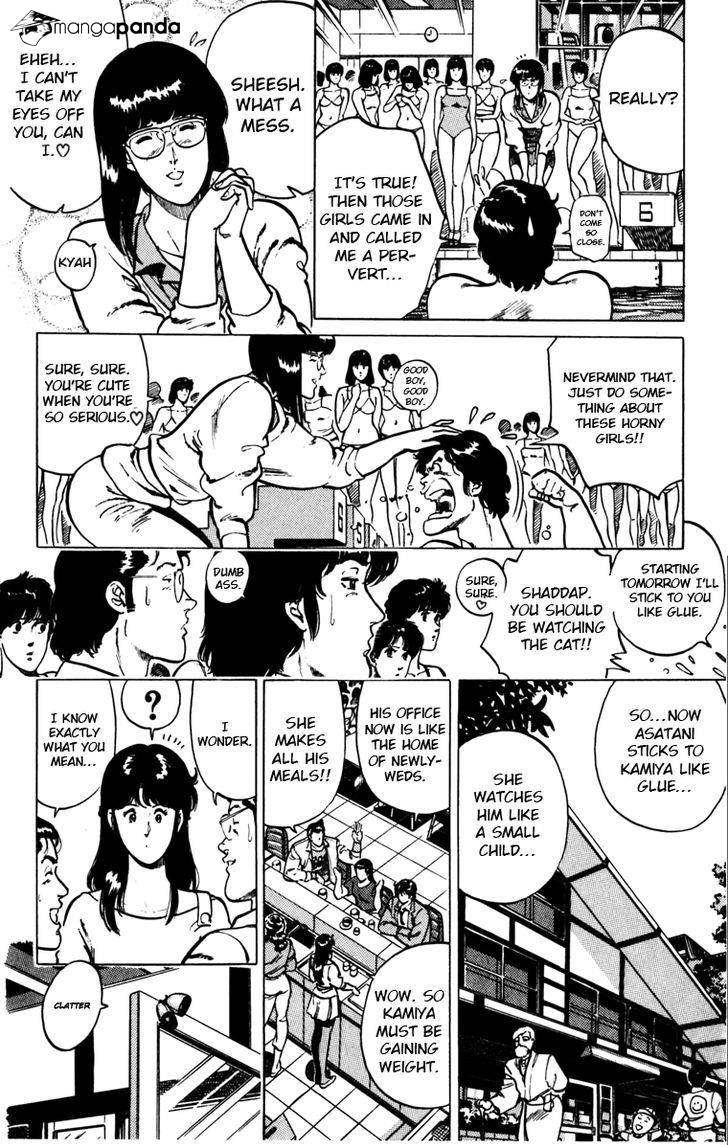 mangapanda
REALLY?
IT'S TRUE!
THEN THOSE
GIRLS CAME IN
AND CALLED
ME A PER-
VERT...
DON'T
COME
SO
CLOSE.
6
SHEESH.
WHAT A
MESS.
EHEH...
I CAN'T
TAKE MY
EYES OFF
YOU, CAN
I.♡
KYAH
NEVERMIND THAT.
JUST DO SOME-
THING ABOUT
THESE HORNY
GIRLS!!
GOOD
BOY,
GOOD
BOY.
SURE, SURE.
YOU'RE CUTE
WHEN YOU'RE
SO SERIOUS.♡
6
STARTING
TOMORROW I'LL
STICK TO YOU
LIKE GLUE.
SHADDAP.
YOU SHOULD
BE WATCHING
THE CAT!!
SURE,
SURE.
♡
DUMB
ASS.
SO...NOW
ASATANI
STICKS TO
KAMIYA LIKE
GLUE...
SHE
WATCHES
HIM LIKE
A SMALL
CHILD...
HIS OFFICE
NOW IS LIKE
THE HOME
OF NEWLY-
WEDS.
SHE
MAKES
ALL HIS
MEALS!!
WOW. SO
KAMIYA
MUST BE
GAINING
WEIGHT.
I
WONDER.
?
I KNOW
EXACTLY
WHAT YOU
MEAN...
CLATTER